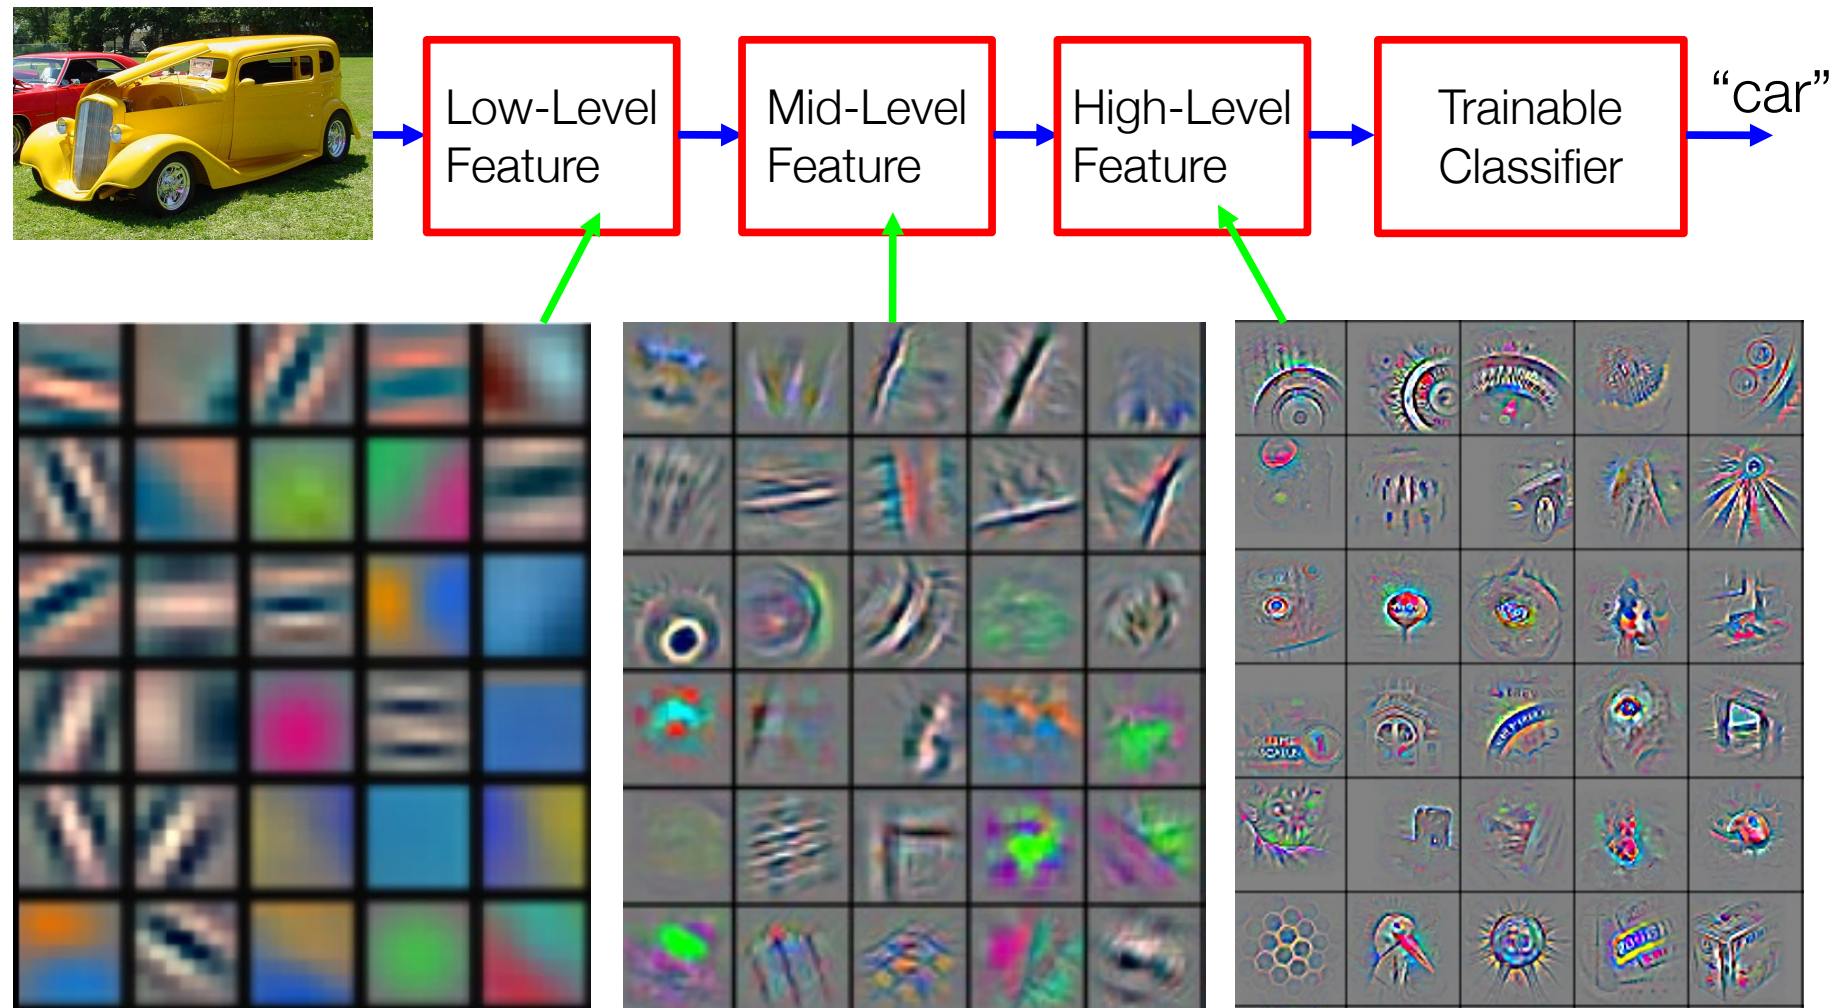 Low-Level
Feature
Mid-Level
Feature
High-Level
Feature
Trainable
Classifier
“car”